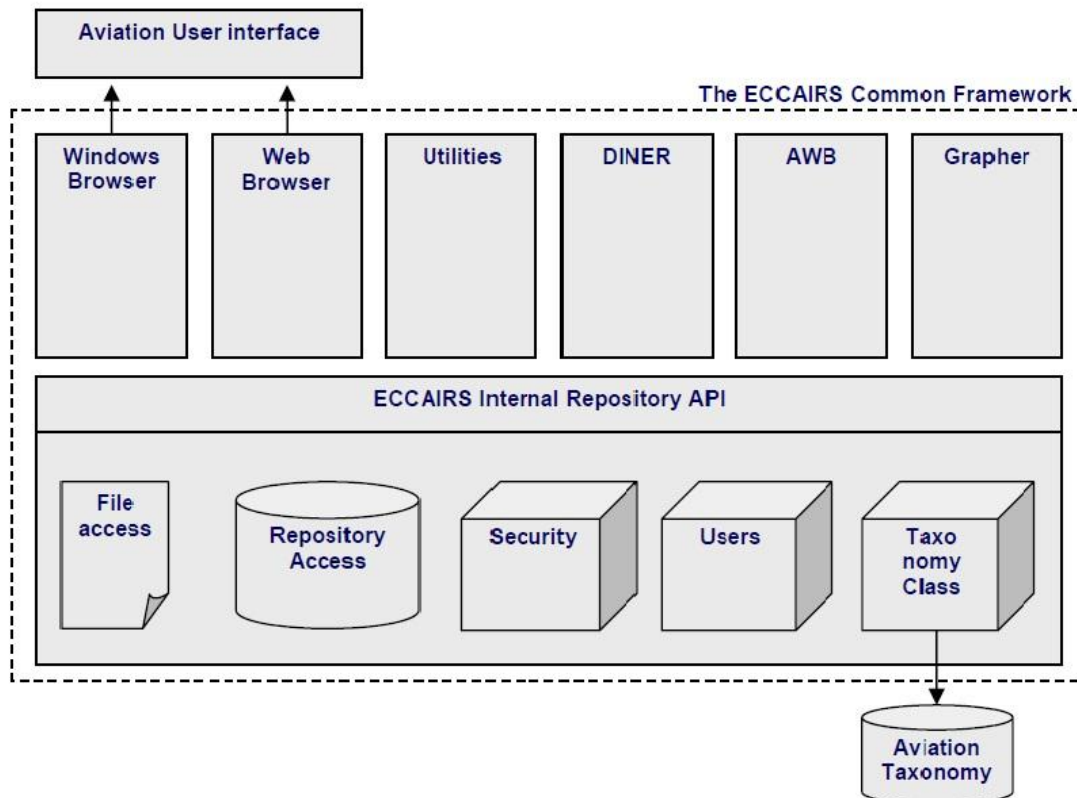 Aviation User interface
The ECCAIRS Common Framework
Windows
Browser
Web
Browser
Utilities
DINER
AWB
Grapher
ECCAIRS Internal Repository API
File
access
Repository
Access
Security
Users
Taxo
nomy
Class
Aviation
Taxonomy